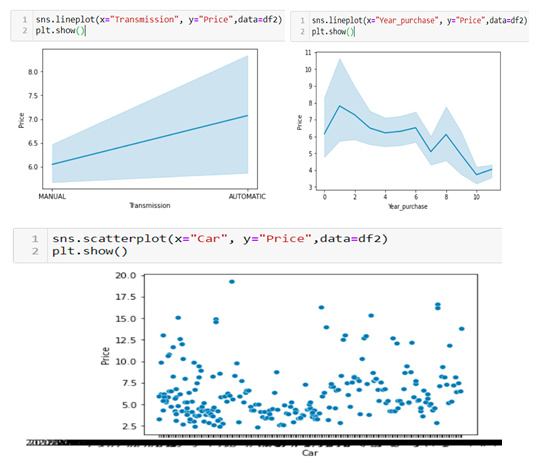 1 sns.lineplot(x="Transmission", y="Price",data=df2)
2 plt.show()
8.0
7.5
7.0
6.5
6.0
Price
MANUAL AUTOMATIC
Transmission
1 sns.lineplot(x="Year_purchase", y="Price",data=df2)
2 plt.show()
11
10
9
8
7
6
5
4
3
Price
0 2 4 6 8 10
Year_purchase
1 sns.scatterplot(x="Car", y="Price",data=df2)
2 plt.show()
20.0
17.5
15.0
12.5
10.0
7.5
5.0
2.5
Price
Car